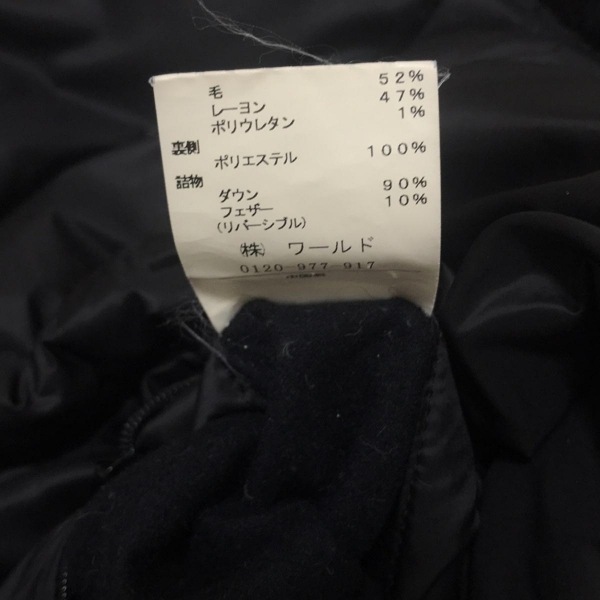 毛 52%
レーヨン 47%
ポリウレタン 1%
裏側
ポリエステル 100%
詰物
ダウン 90%
フェザー 10%
(リバーシブル)
(株) ワールド
0120-977-917